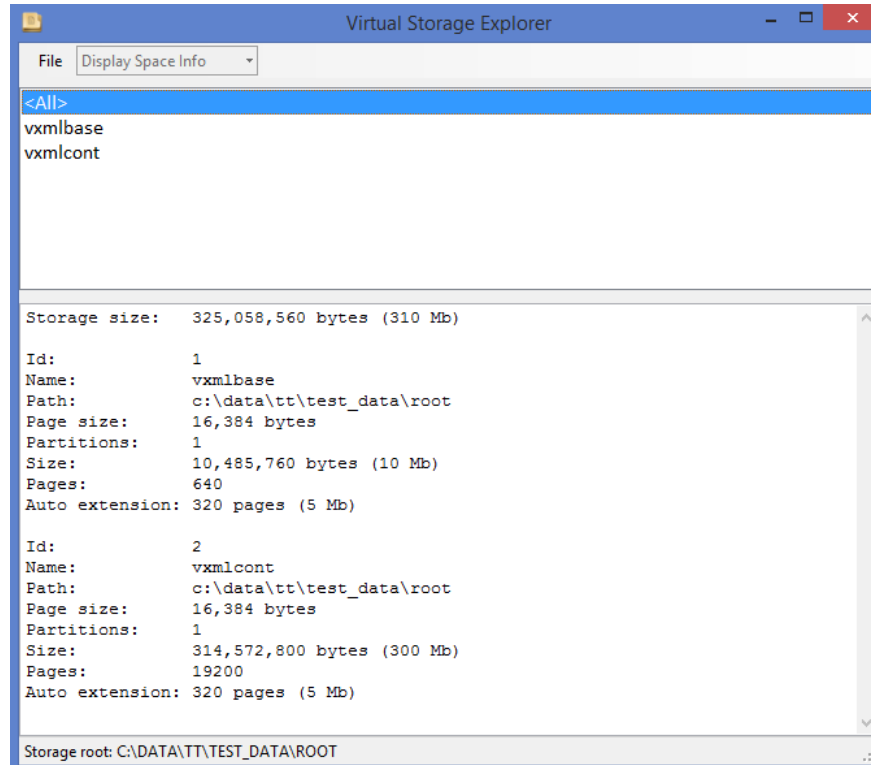 Virtual Storage Explorer
File Display Space Info
<All>
vxmlbase
vxmlcont
Storage size: 325,058,560 bytes (310 Mb)
Id: 1
Name: vxmlbase
Path: c:\data\tt\test_data\root
Page size: 16,384 bytes
Partitions: 1
Size: 10,485,760 bytes (10 Mb)
Pages: 640
Auto extension: 320 pages (5 Mb)
Id: 2
Name: vxmlcont
Path: c:\data\tt\test_data\root
Page size: 16,384 bytes
Partitions: 1
Size: 314,572,800 bytes (300 Mb)
Pages: 19200
Auto extension: 320 pages (5 Mb)
Storage root: C:\DATA\TT\TEST_DATA\ROOT